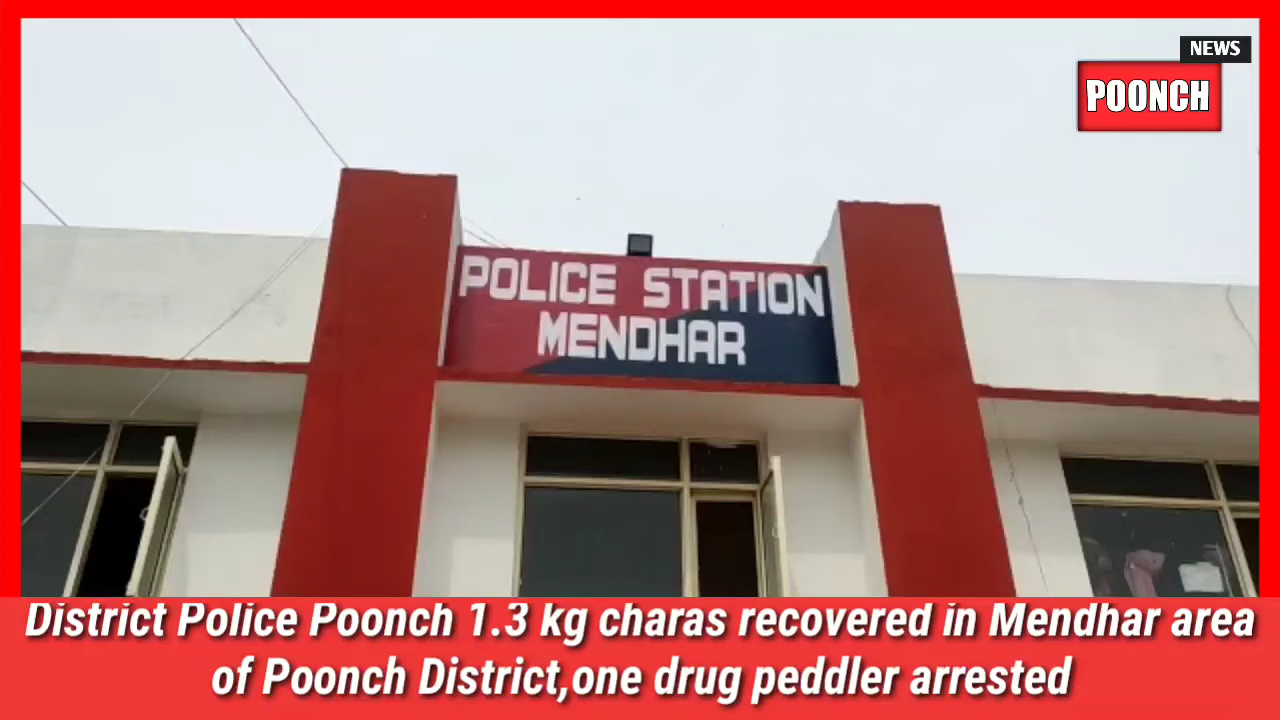 NEWS
POONCH
POLICE STATION
MENDHAR
District Police Poonch 1.3 kg charas recovered in Mendhar area
of Poonch District,one drug peddler arrested